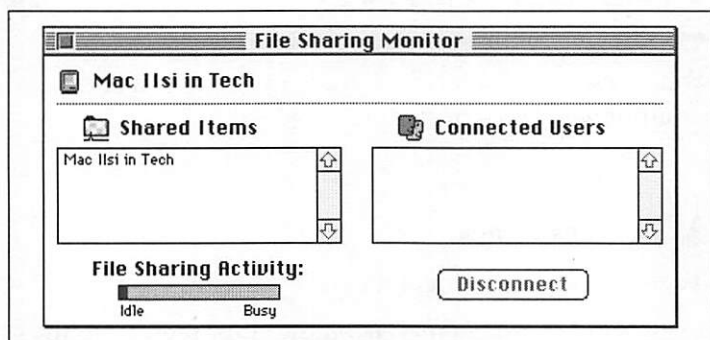 File Sharing Monitor
Mac IIsi in Tech
Shared Items
Connected Users
Mac IIsi in Tech
File Sharing Activity:
Idle Busy
Disconnect